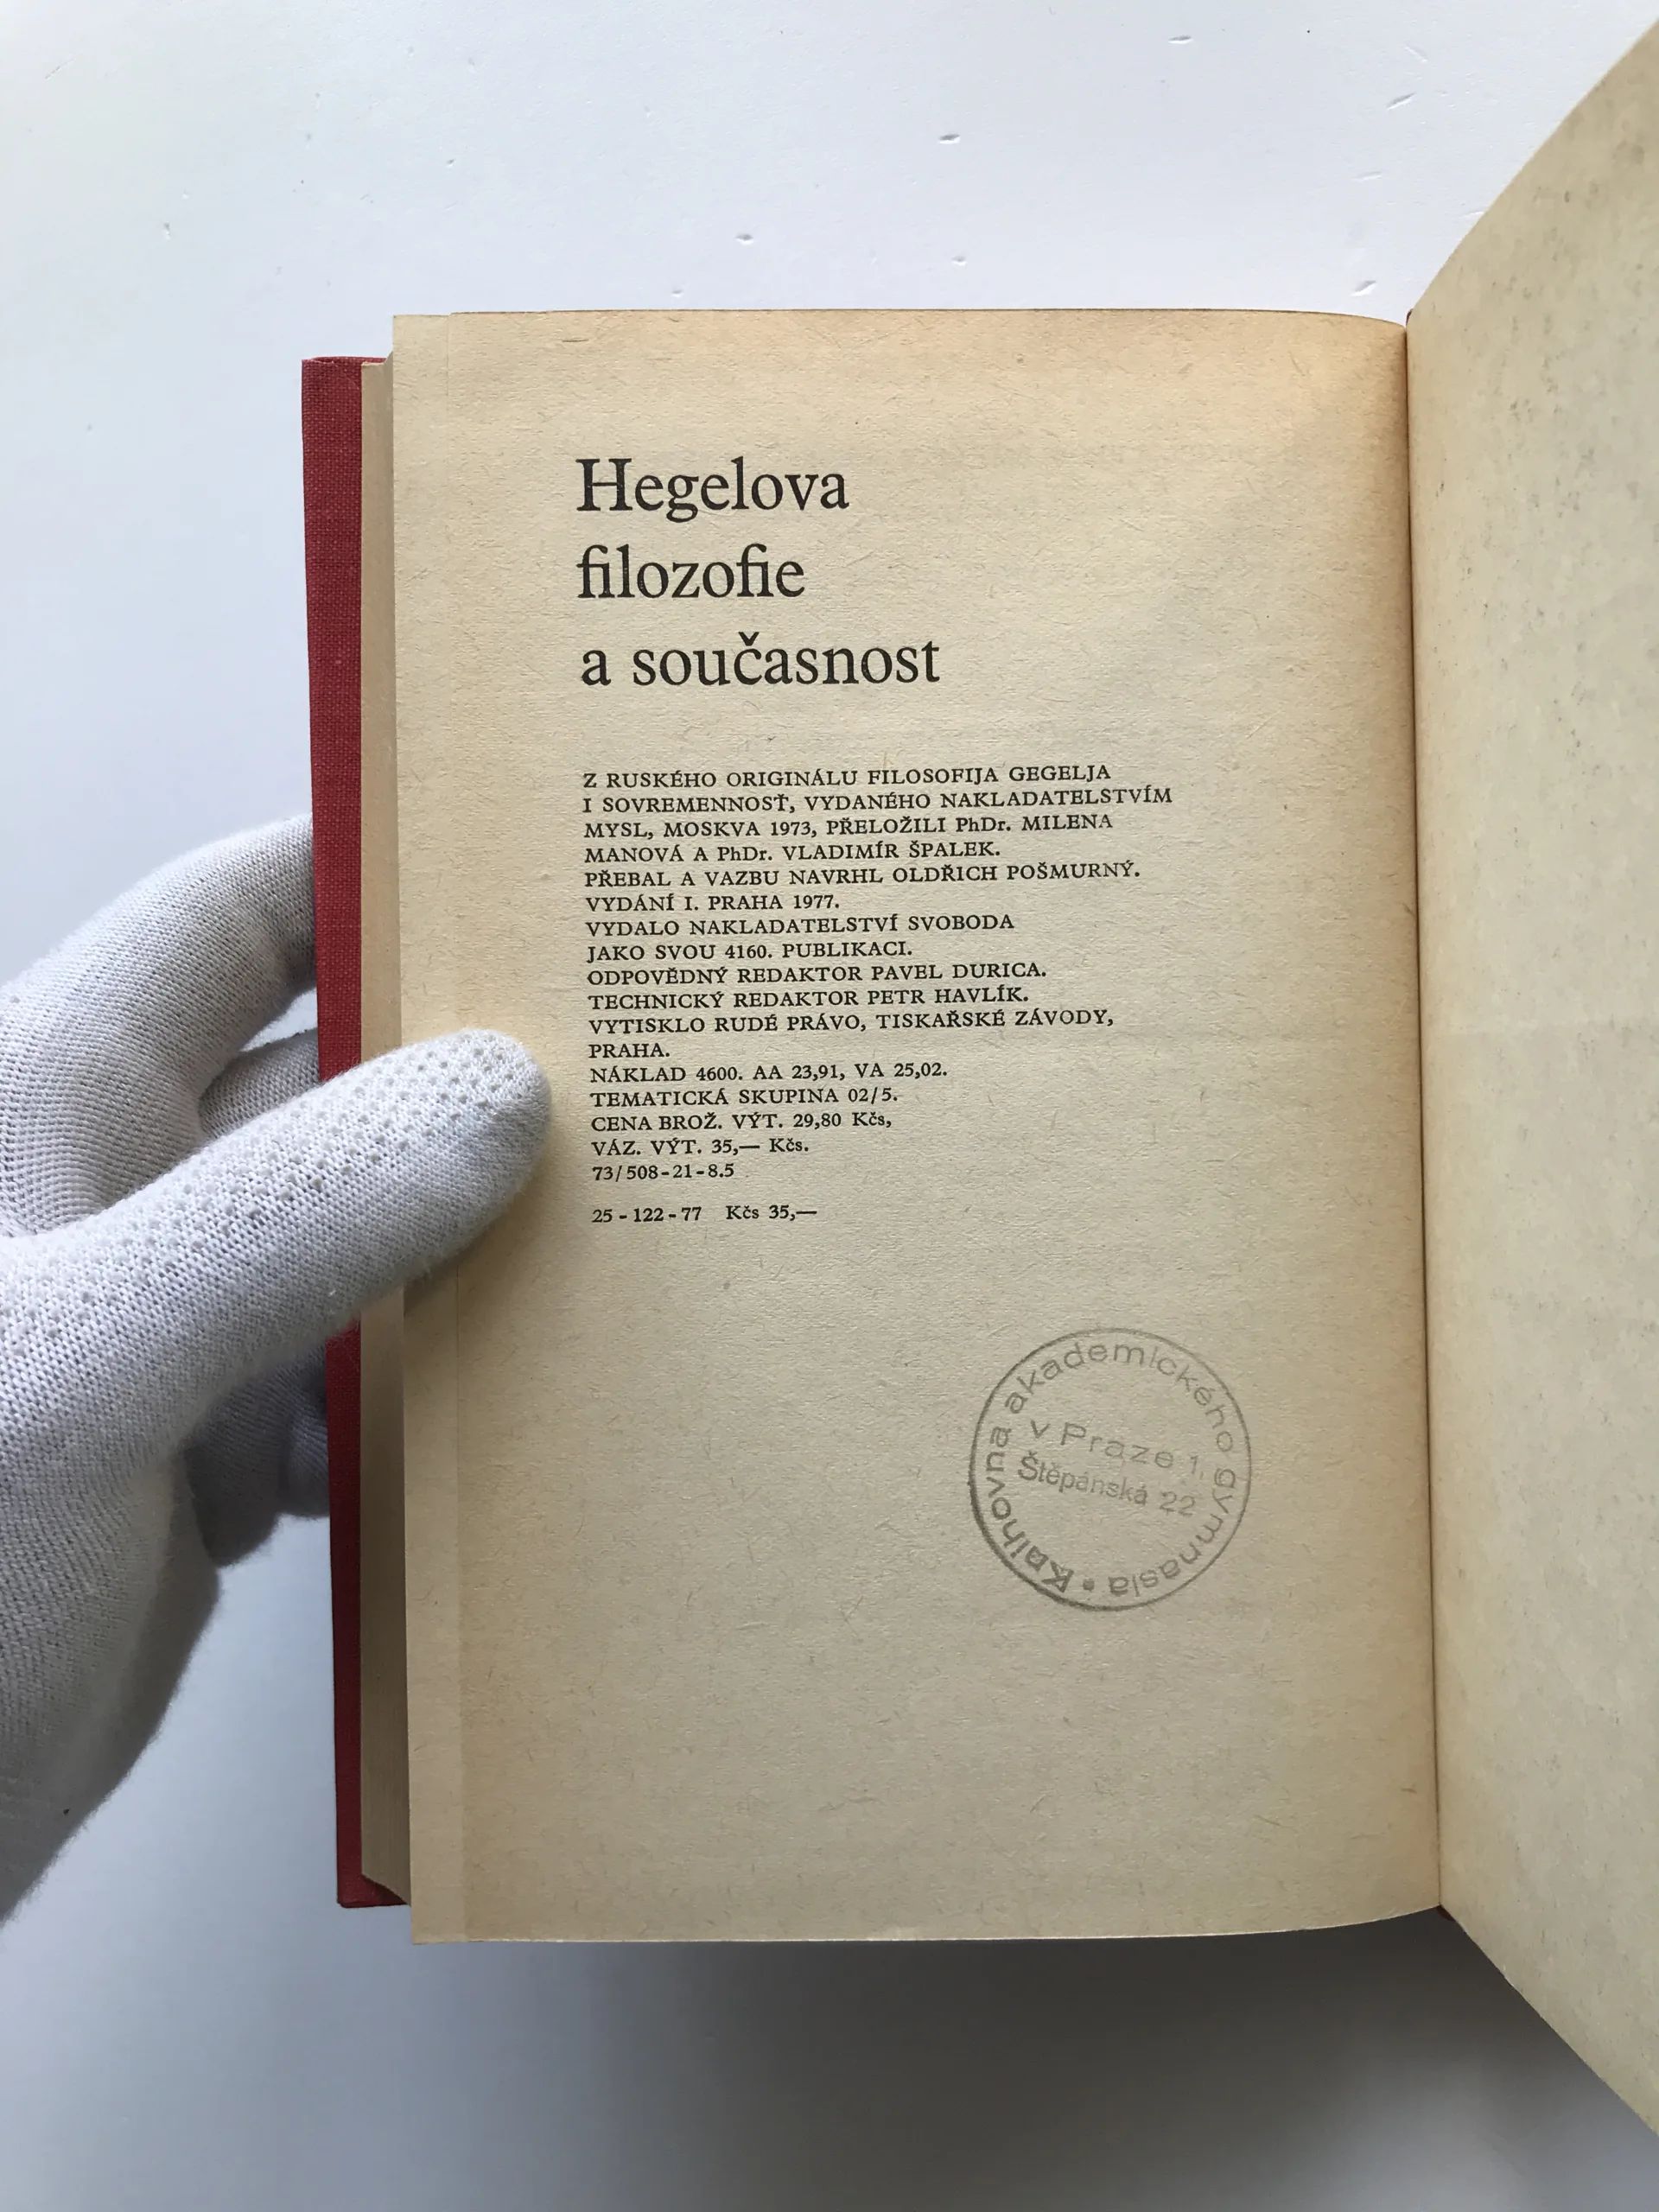 Hegelova
filozofie
a současnost
Z RUSKÉHO ORIGINÁLU FILOSOFIJA GEGELJA
I SOVREMENNOSŤ, VYDANÉHO NAKLADATELSTVÍM
MYSL, MOSKVA 1973, PŘELOŽILI PhDr. MILENA
MANOVÁ A PhDr. VLADIMÍR ŠPALEK.
PŘEBAL A VAZBU NAVRHL OLDŘICH POŠMURNÝ.
VYDÁNÍ I. PRAHA 1977.
VYDALO NAKLADATELSTVÍ SVOBODA
JAKO SVOU 4160. PUBLIKACI.
ODPOVĚDNÝ REDAKTOR PAVEL DURICA.
TECHNICKÝ REDAKTOR PETR HAVLÍK.
VYTISKLO RUDÉ PRÁVO, TISKAŘSKÉ ZÁVODY,
PRAHA.
NÁKLAD 4600. AA 23,91, VA 25,02.
TEMATICKÁ SKUPINA 02/5.
CENA BROŽ. VÝT. 29,80 Kčs,
VÁZ. VÝT. 35,— Kčs.
73/508-21-8.5
25-122-77 Kčs 35,—
Knihovna akademického gymnasia •
v Praze 1,
Štěpánská 22